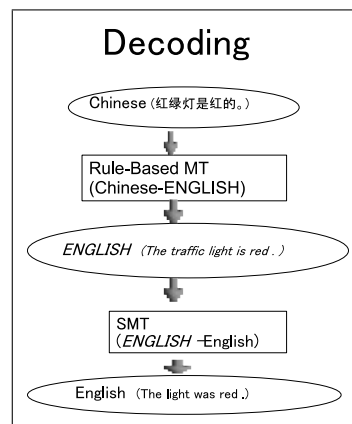 Decoding
Chinese (红绿灯是红的。)
Rule-Based MT
(Chinese-ENGLISH)
ENGLISH (The traffic light is red . )
SMT
(ENGLISH -English)
English (The light was red .)